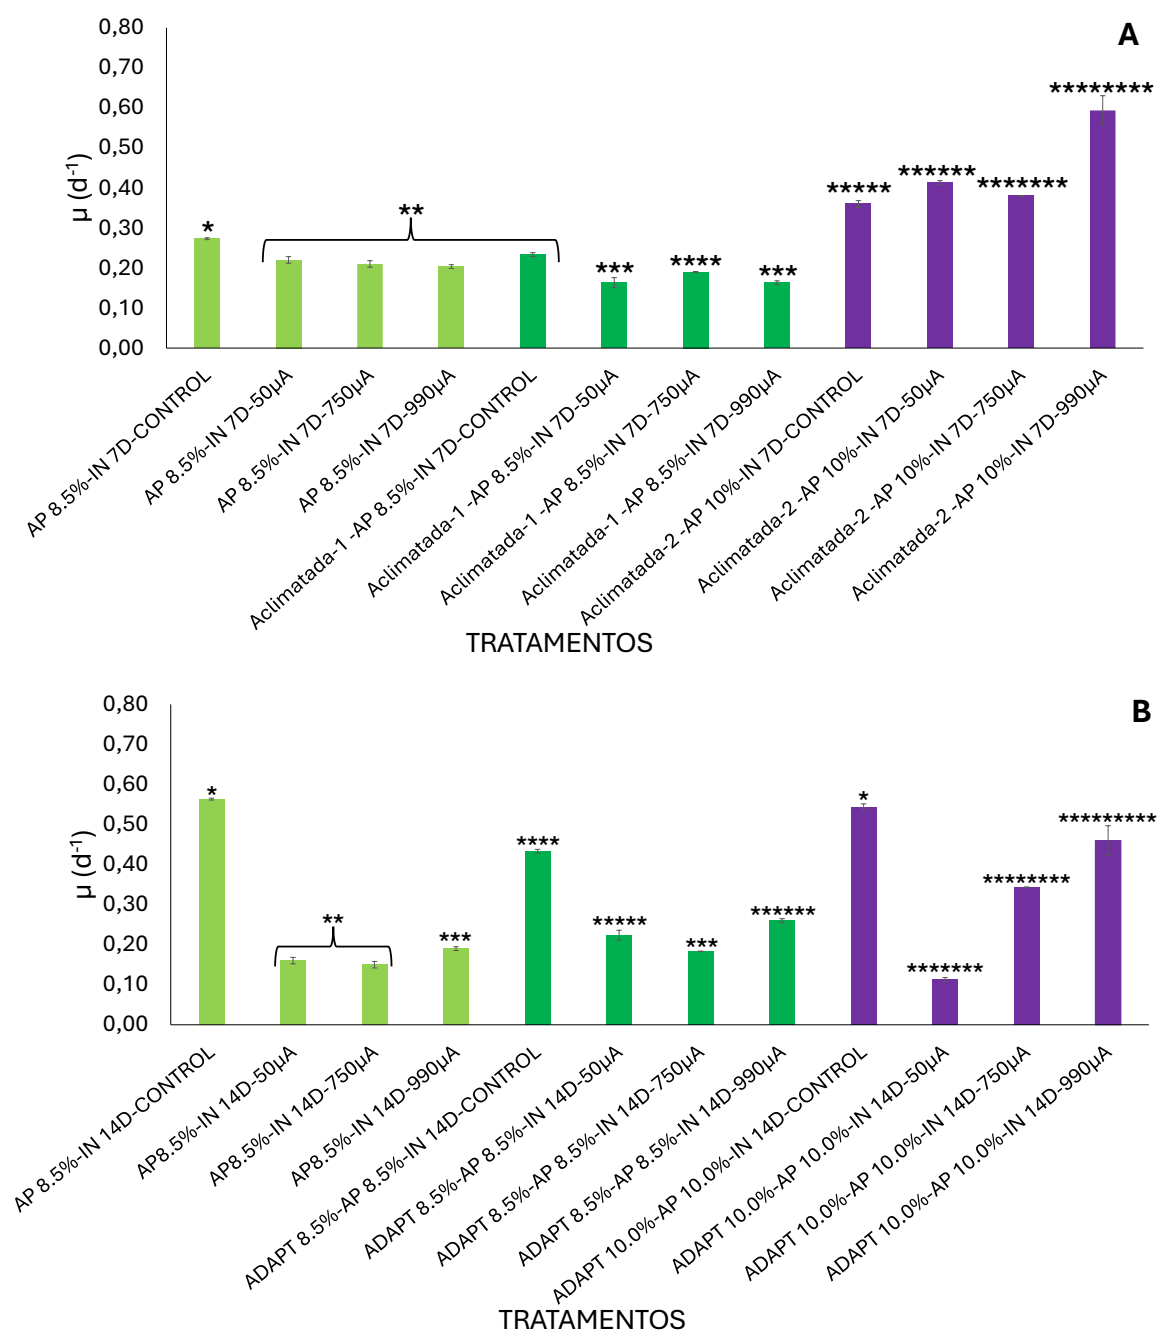 A
0,80
0,70
0,60
0,50
0,40
0,30
0,20
0,10
0,00
µ (d-1)
*
**
***
****
***
*****
******
*******
********
AP 8.5%-IN 7D-CONTROL
AP 8.5%-IN 7D-50µA
AP 8.5%-IN 7D-750µA
AP 8.5%-IN 7D-990µA
Aclimatada-1 -AP 8.5%-IN 7D-CONTROL
Aclimatada-1 -AP 8.5%-IN 7D-50µA
Aclimatada-1 -AP 8.5%-IN 7D-750µA
Aclimatada-1 -AP 8.5%-IN 7D-990µA
Aclimatada-2 -AP 10%-IN 7D-CONTROL
Aclimatada-2 -AP 10%-IN 7D-50µA
Aclimatada-2 -AP 10%-IN 7D-750µA
Aclimatada-2 -AP 10%-IN 7D-990µA
TRATAMENTOS
B
0,80
0,70
0,60
0,50
0,40
0,30
0,20
0,10
0,00
µ (d-1)
*
**
***
****
*****
***
******
*
*******
********
*********
AP 8.5%-IN 14D-CONTROL
AP8.5%-IN 14D-50µA
AP8.5%-IN 14D-750µA
AP8.5%-IN 14D-990µA
ADAPT 8.5%-AP 8.5%-IN 14D-CONTROL
ADAPT 8.5%-AP 8.5%-IN 14D-50µA
ADAPT 8.5%-AP 8.5%-IN 14D-750µA
ADAPT 8.5%-AP 8.5%-IN 14D-990µA
ADAPT 10.0%-AP 10.0%-IN 14D-CONTROL
ADAPT 10.0%-AP 10.0%-IN 14D-50µA
ADAPT 10.0%-AP 10.0%-IN 14D-750µA
ADAPT 10.0%-AP 10.0%-IN 14D-990µA
TRATAMENTOS